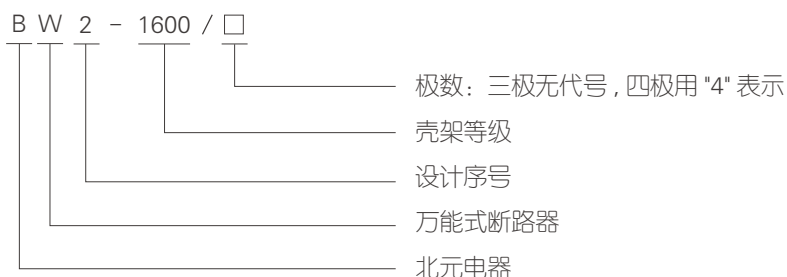 B W 2 - 1600 / □
极数：三极无代号 , 四极用 "4" 表示
壳架等级
设计序号
万能式断路器
北元电器